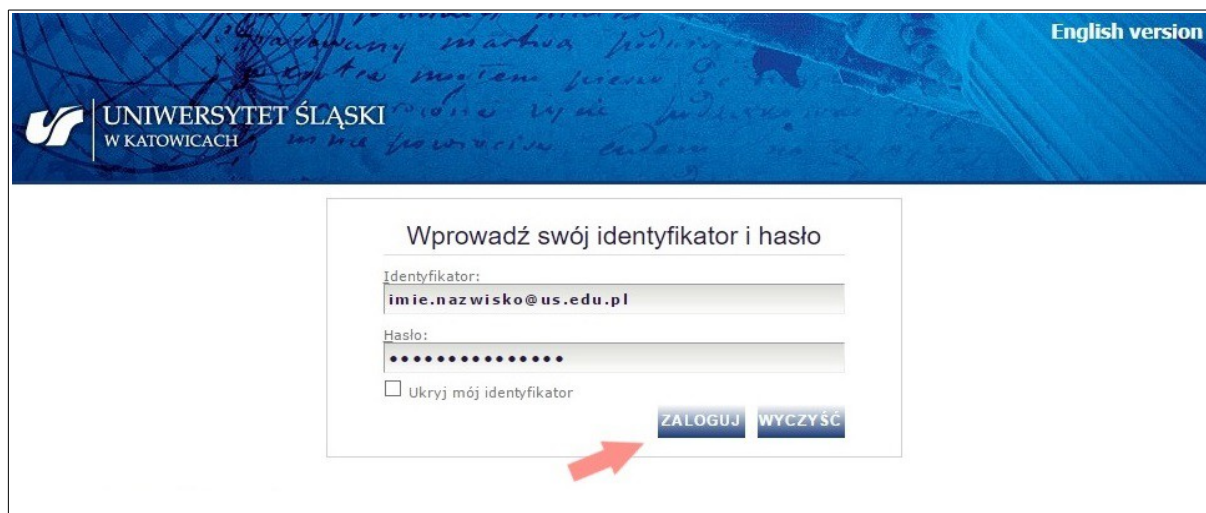 English version
UNIWERSYTET ŚLĄSKI
W KATOWICACH
Wprowadź swój identyfikator i hasło
Identyfikator:
imie.nazwisko@us.edu.pl
Hasło:
●●●●●●●●●●●●●●●
Ukryj mój identyfikator
ZALOGUJ WYCZYŚĆ